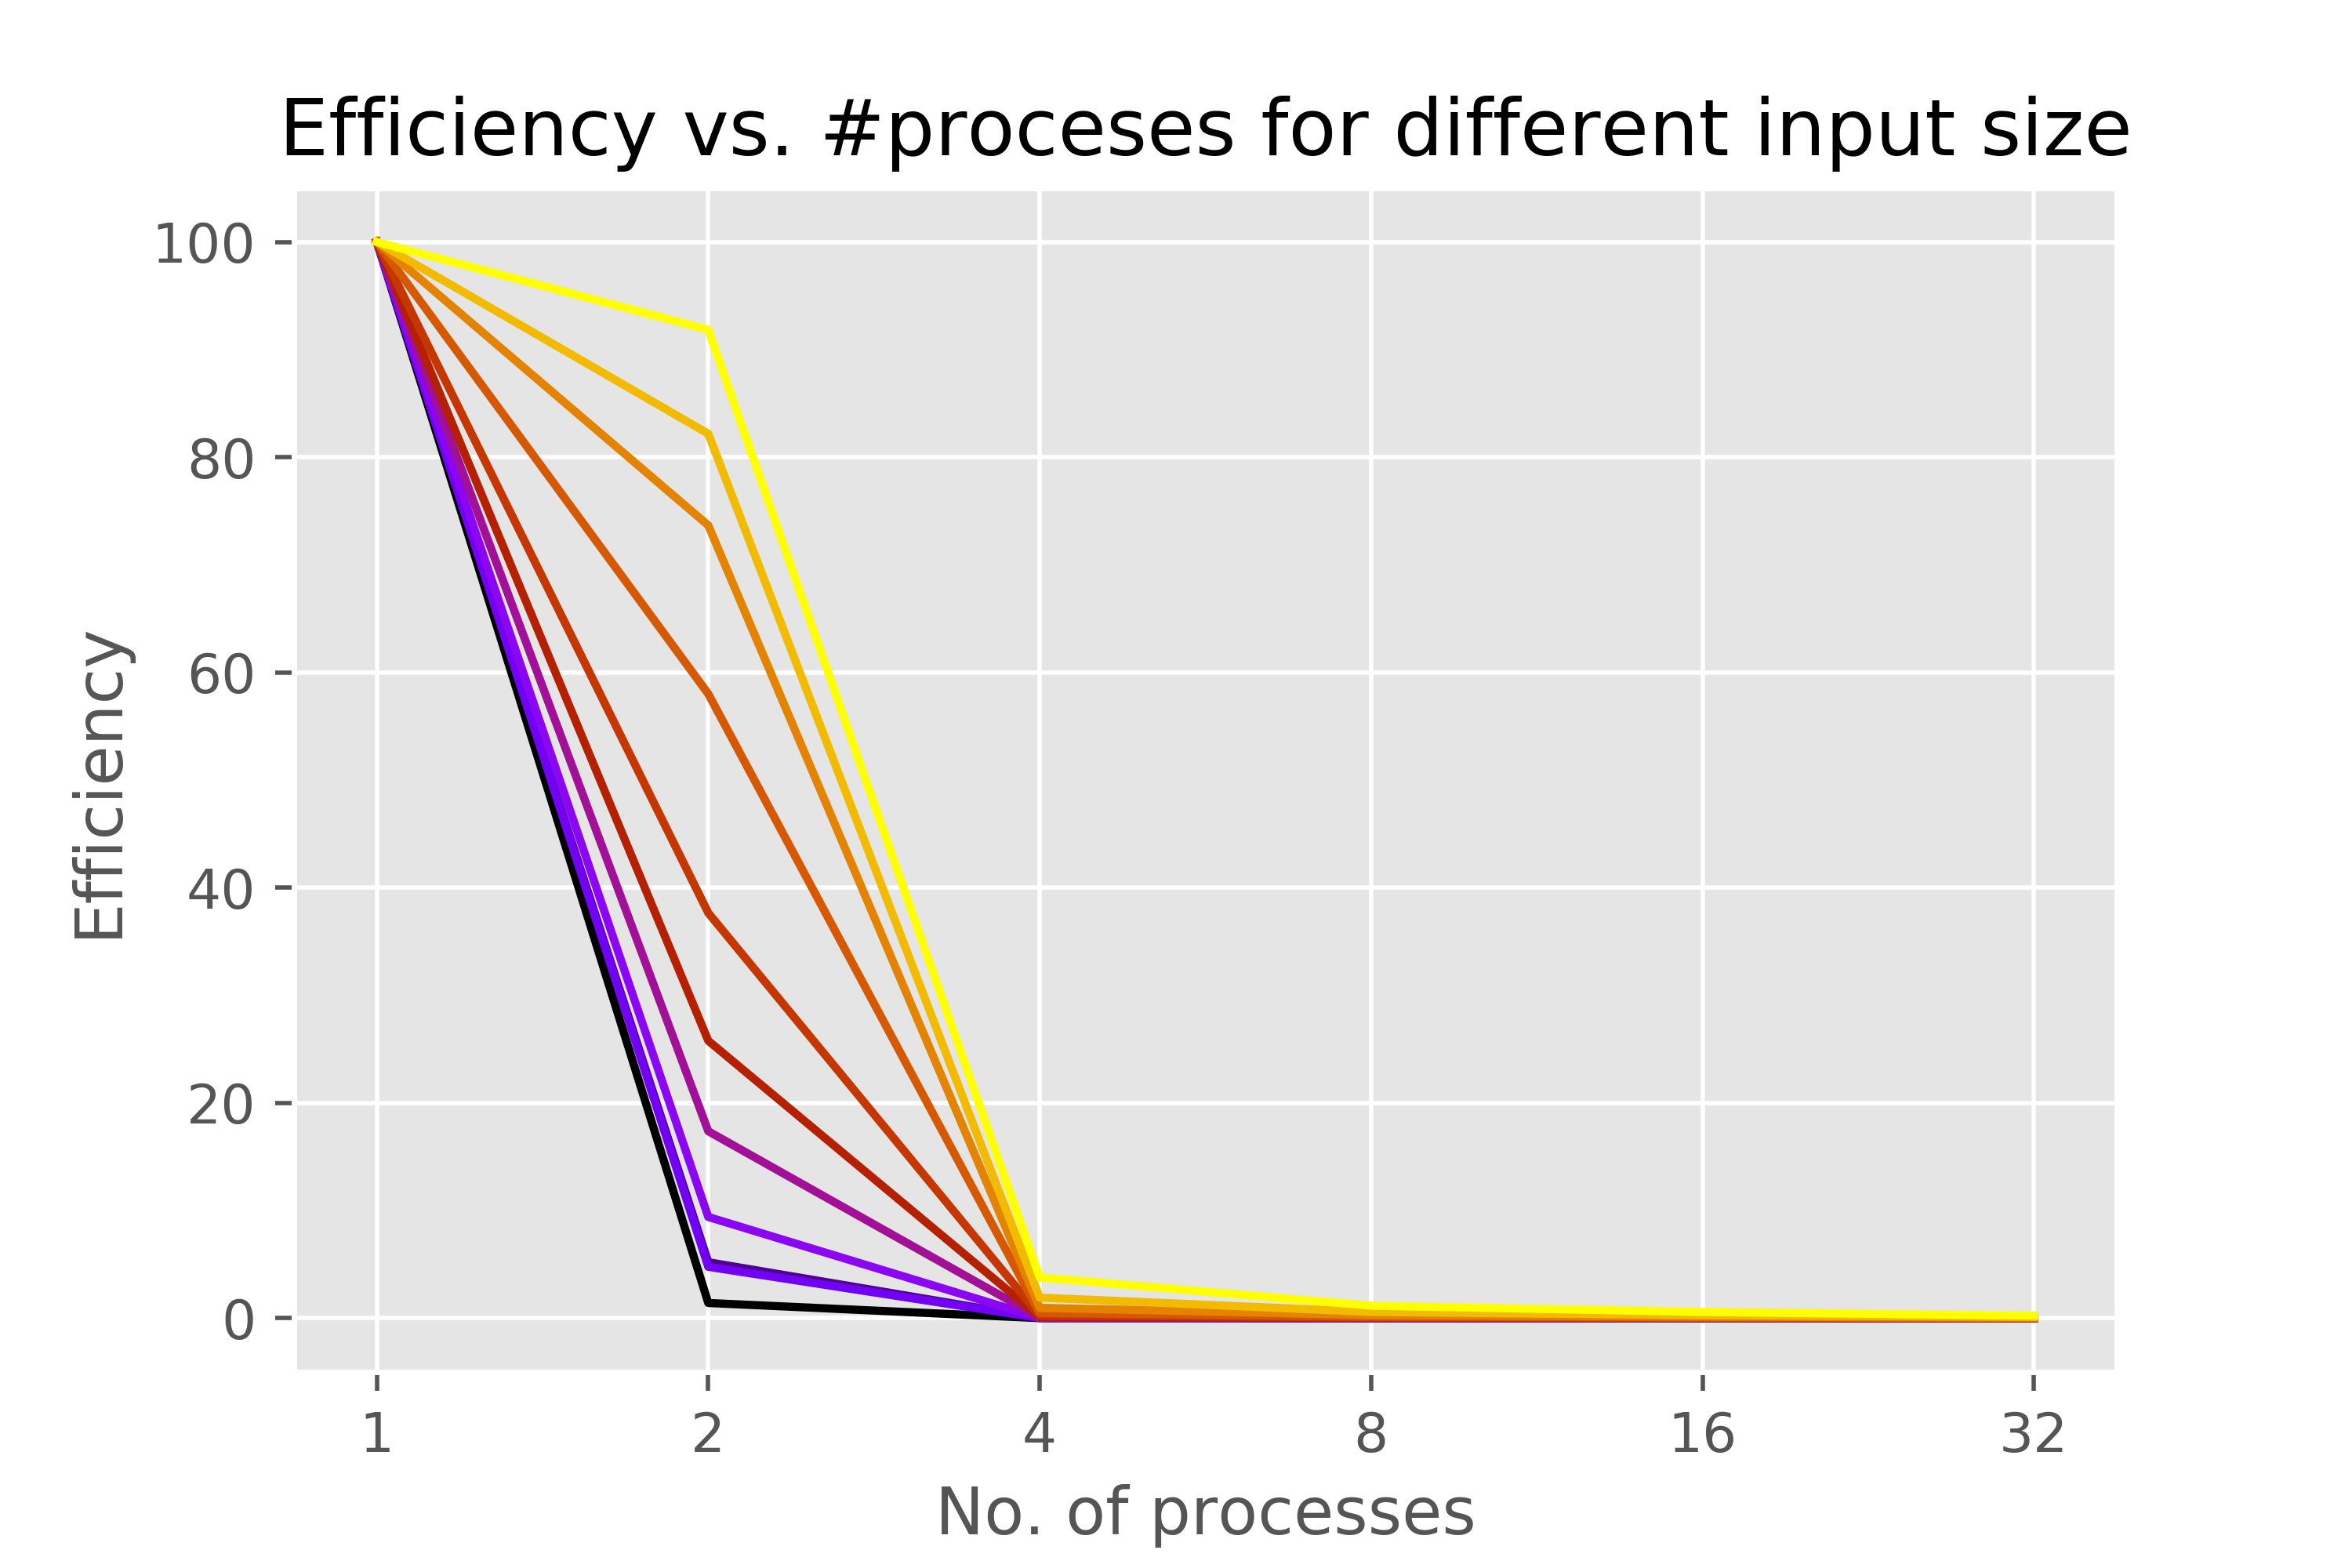 Efficiency vs. #proceses for different input size
100
80
60
40
20
0
Efficiency
1 2 4 8 16 32
No. of processes